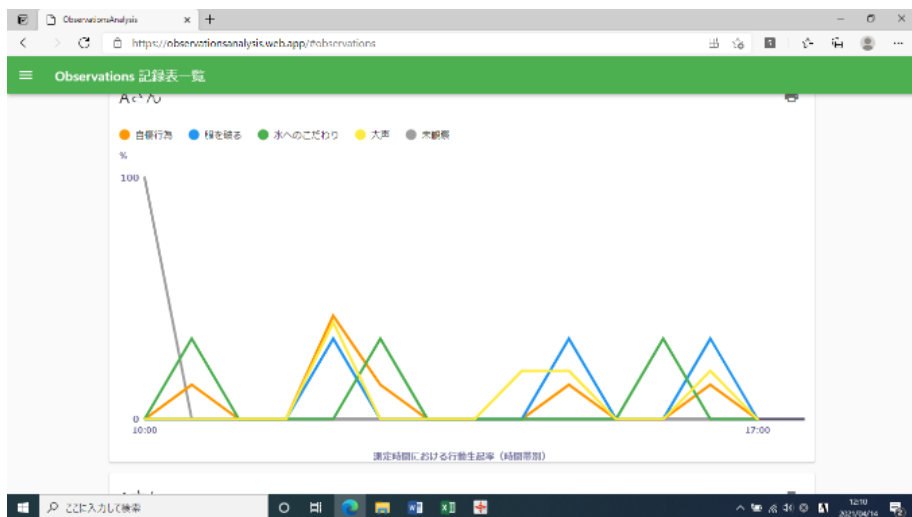 ObservationsAnalysis
https://observationsanalysis.web.app/#observations
Observations 記録表一覧
Aさん
自傷行為 服を破る 水へのこだわり 大声 未観察
%
100
0
10:00 17:00
測定時間における行動生起率（時間帯別）
ここに入力して検索
12:10
2021/04/14